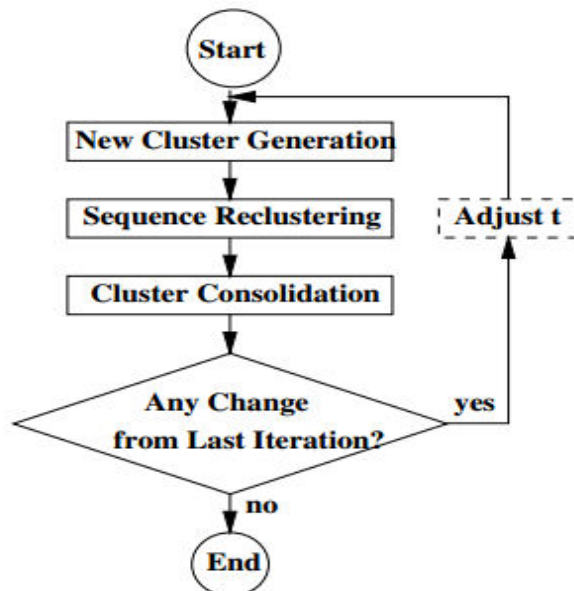 Start
New Cluster Generation
Sequence Reclustering
Adjust t
Cluster Consolidation
Any Change
from Last Iteration?
yes
no
End